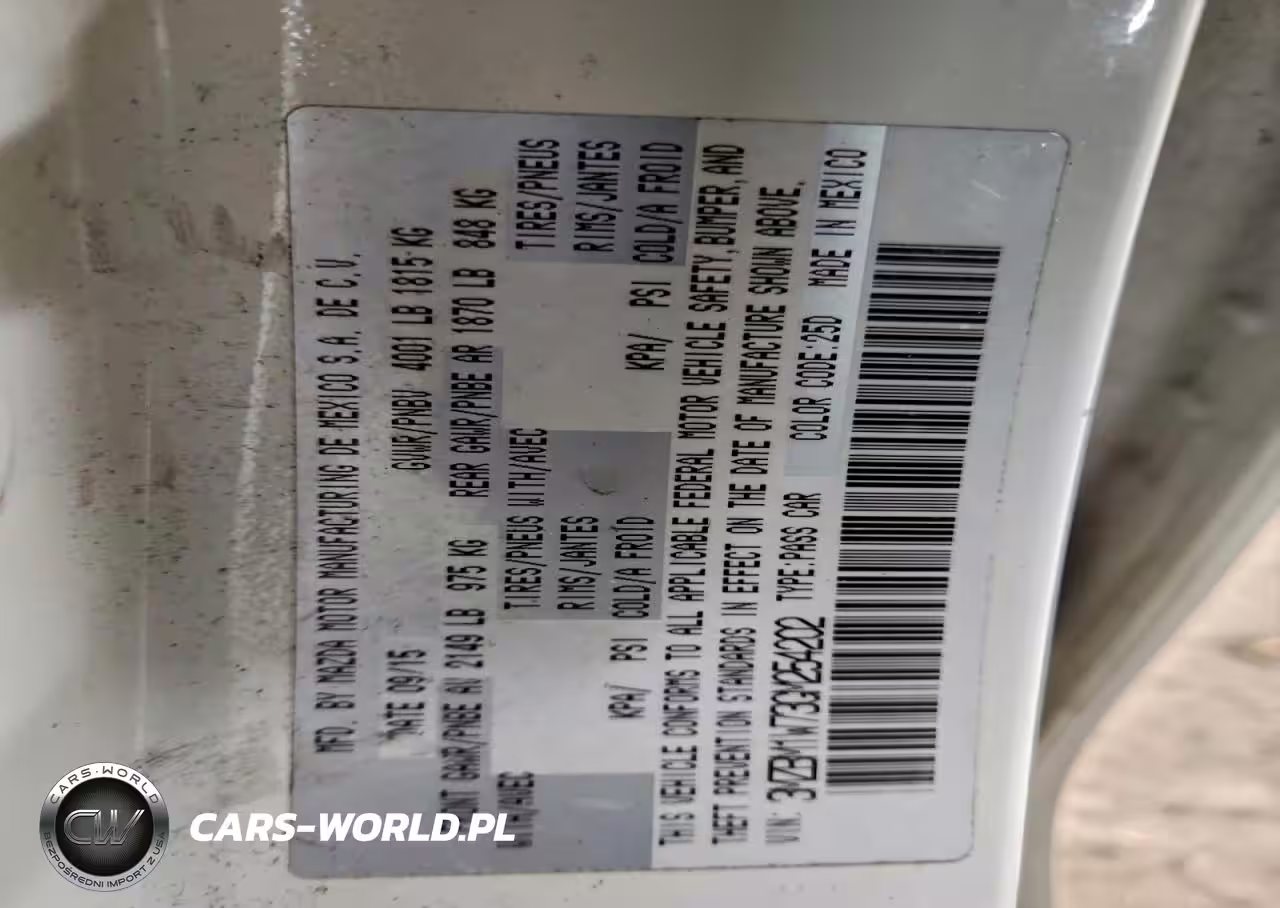 MFD. BY MAZDA MOTOR MANUFACTURING DE MEXICO S.A. DE C.V.
DATE 09/15 GVWR/PNBV 4001 LB 1815 KG
GAWR/PNBE AV 2149 LB 975 KG REAR GAWR/PNBE AR 1870 LB 848 KG
WITH/AVEC TIRES/PNEUS WITH/AVEC TIRES/PNEUS
RIMS/JANTES RIMS/JANTES
KPA/ PSI COLD/A FROID KPA/ PSI COLD/A FROID
THIS VEHICLE CONFORMS TO ALL APPLICABLE FEDERAL MOTOR VEHICLE SAFETY, BUMPER, AND
THEFT PREVENTION STANDARDS IN EFFECT ON THE DATE OF MANUFACTURE SHOWN ABOVE.
VIN: 3MZBM1W73GM254202 TYPE:PASS CAR COLOR CODE:25D MADE IN MEXICO
CARS-WORLD
CW
BEZPOŚREDNI IMPORT Z USA
CARS-WORLD.PL